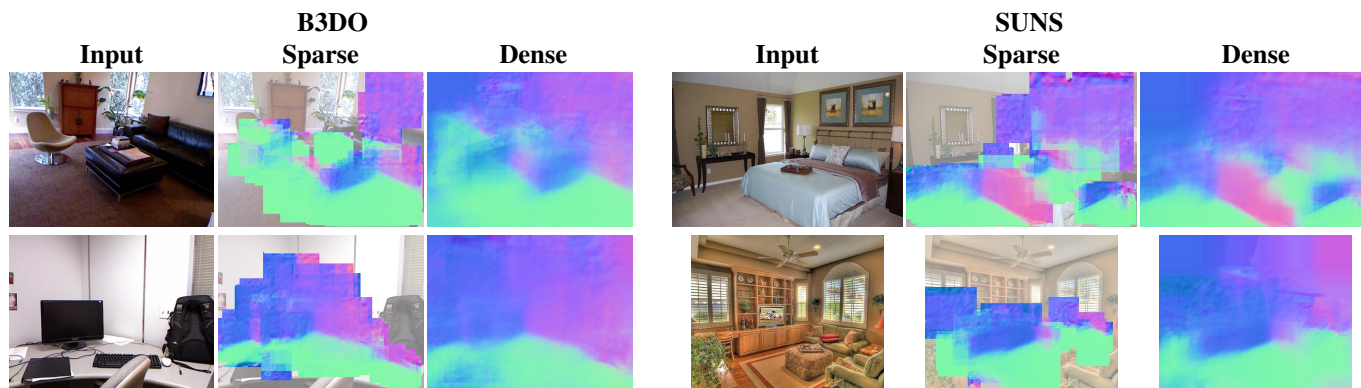 B3DO
SUNS
Input
Sparse
Dense
Input
Sparse
Dense